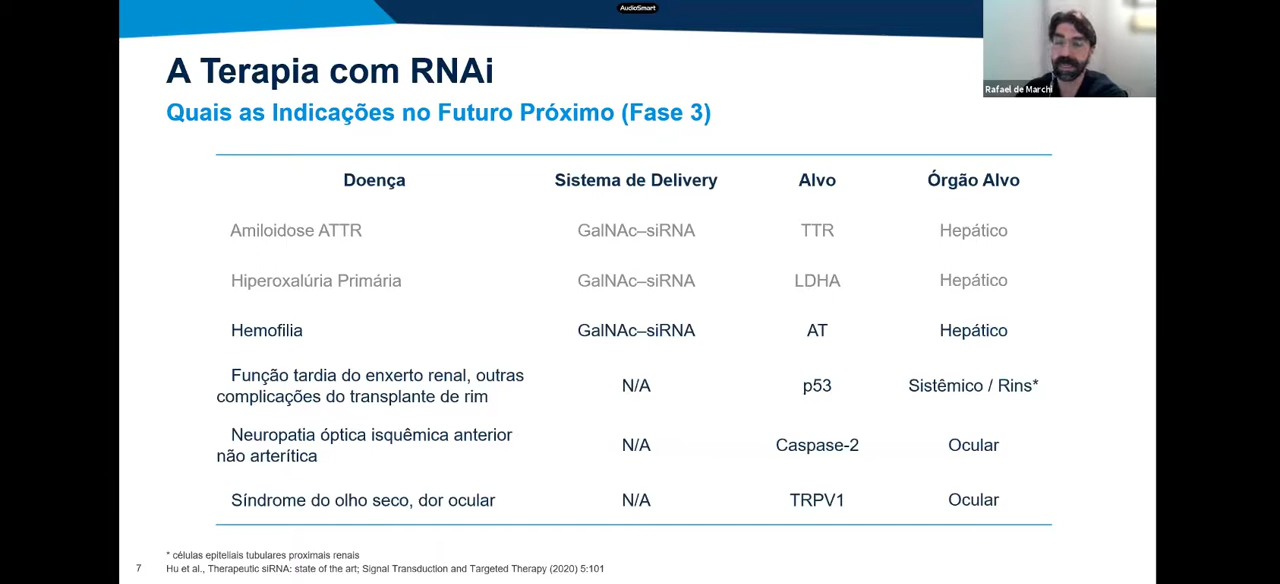 AudioSmart
A Terapia com RNAi
Quais as Indicações no Futuro Próximo (Fase 3)
Rafael de Marchi
Doença Sistema de Delivery Alvo Órgão Alvo
Amiloidose ATTR GalNAc–siRNA TTR Hepático
Hiperoxalúria Primária GalNAc–siRNA LDHA Hepático
Hemofilia GalNAc–siRNA AT Hepático
Função tardia do enxerto renal, outras
complicações do transplante de rim N/A p53 Sistêmico / Rins*
Neuropatia óptica isquêmica anterior
não arterítica N/A Caspase-2 Ocular
Síndrome do olho seco, dor ocular N/A TRPV1 Ocular
* células epiteliais tubulares proximais renais
7 Hu et al., Therapeutic siRNA: state of the art; Signal Transduction and Targeted Therapy (2020) 5:101